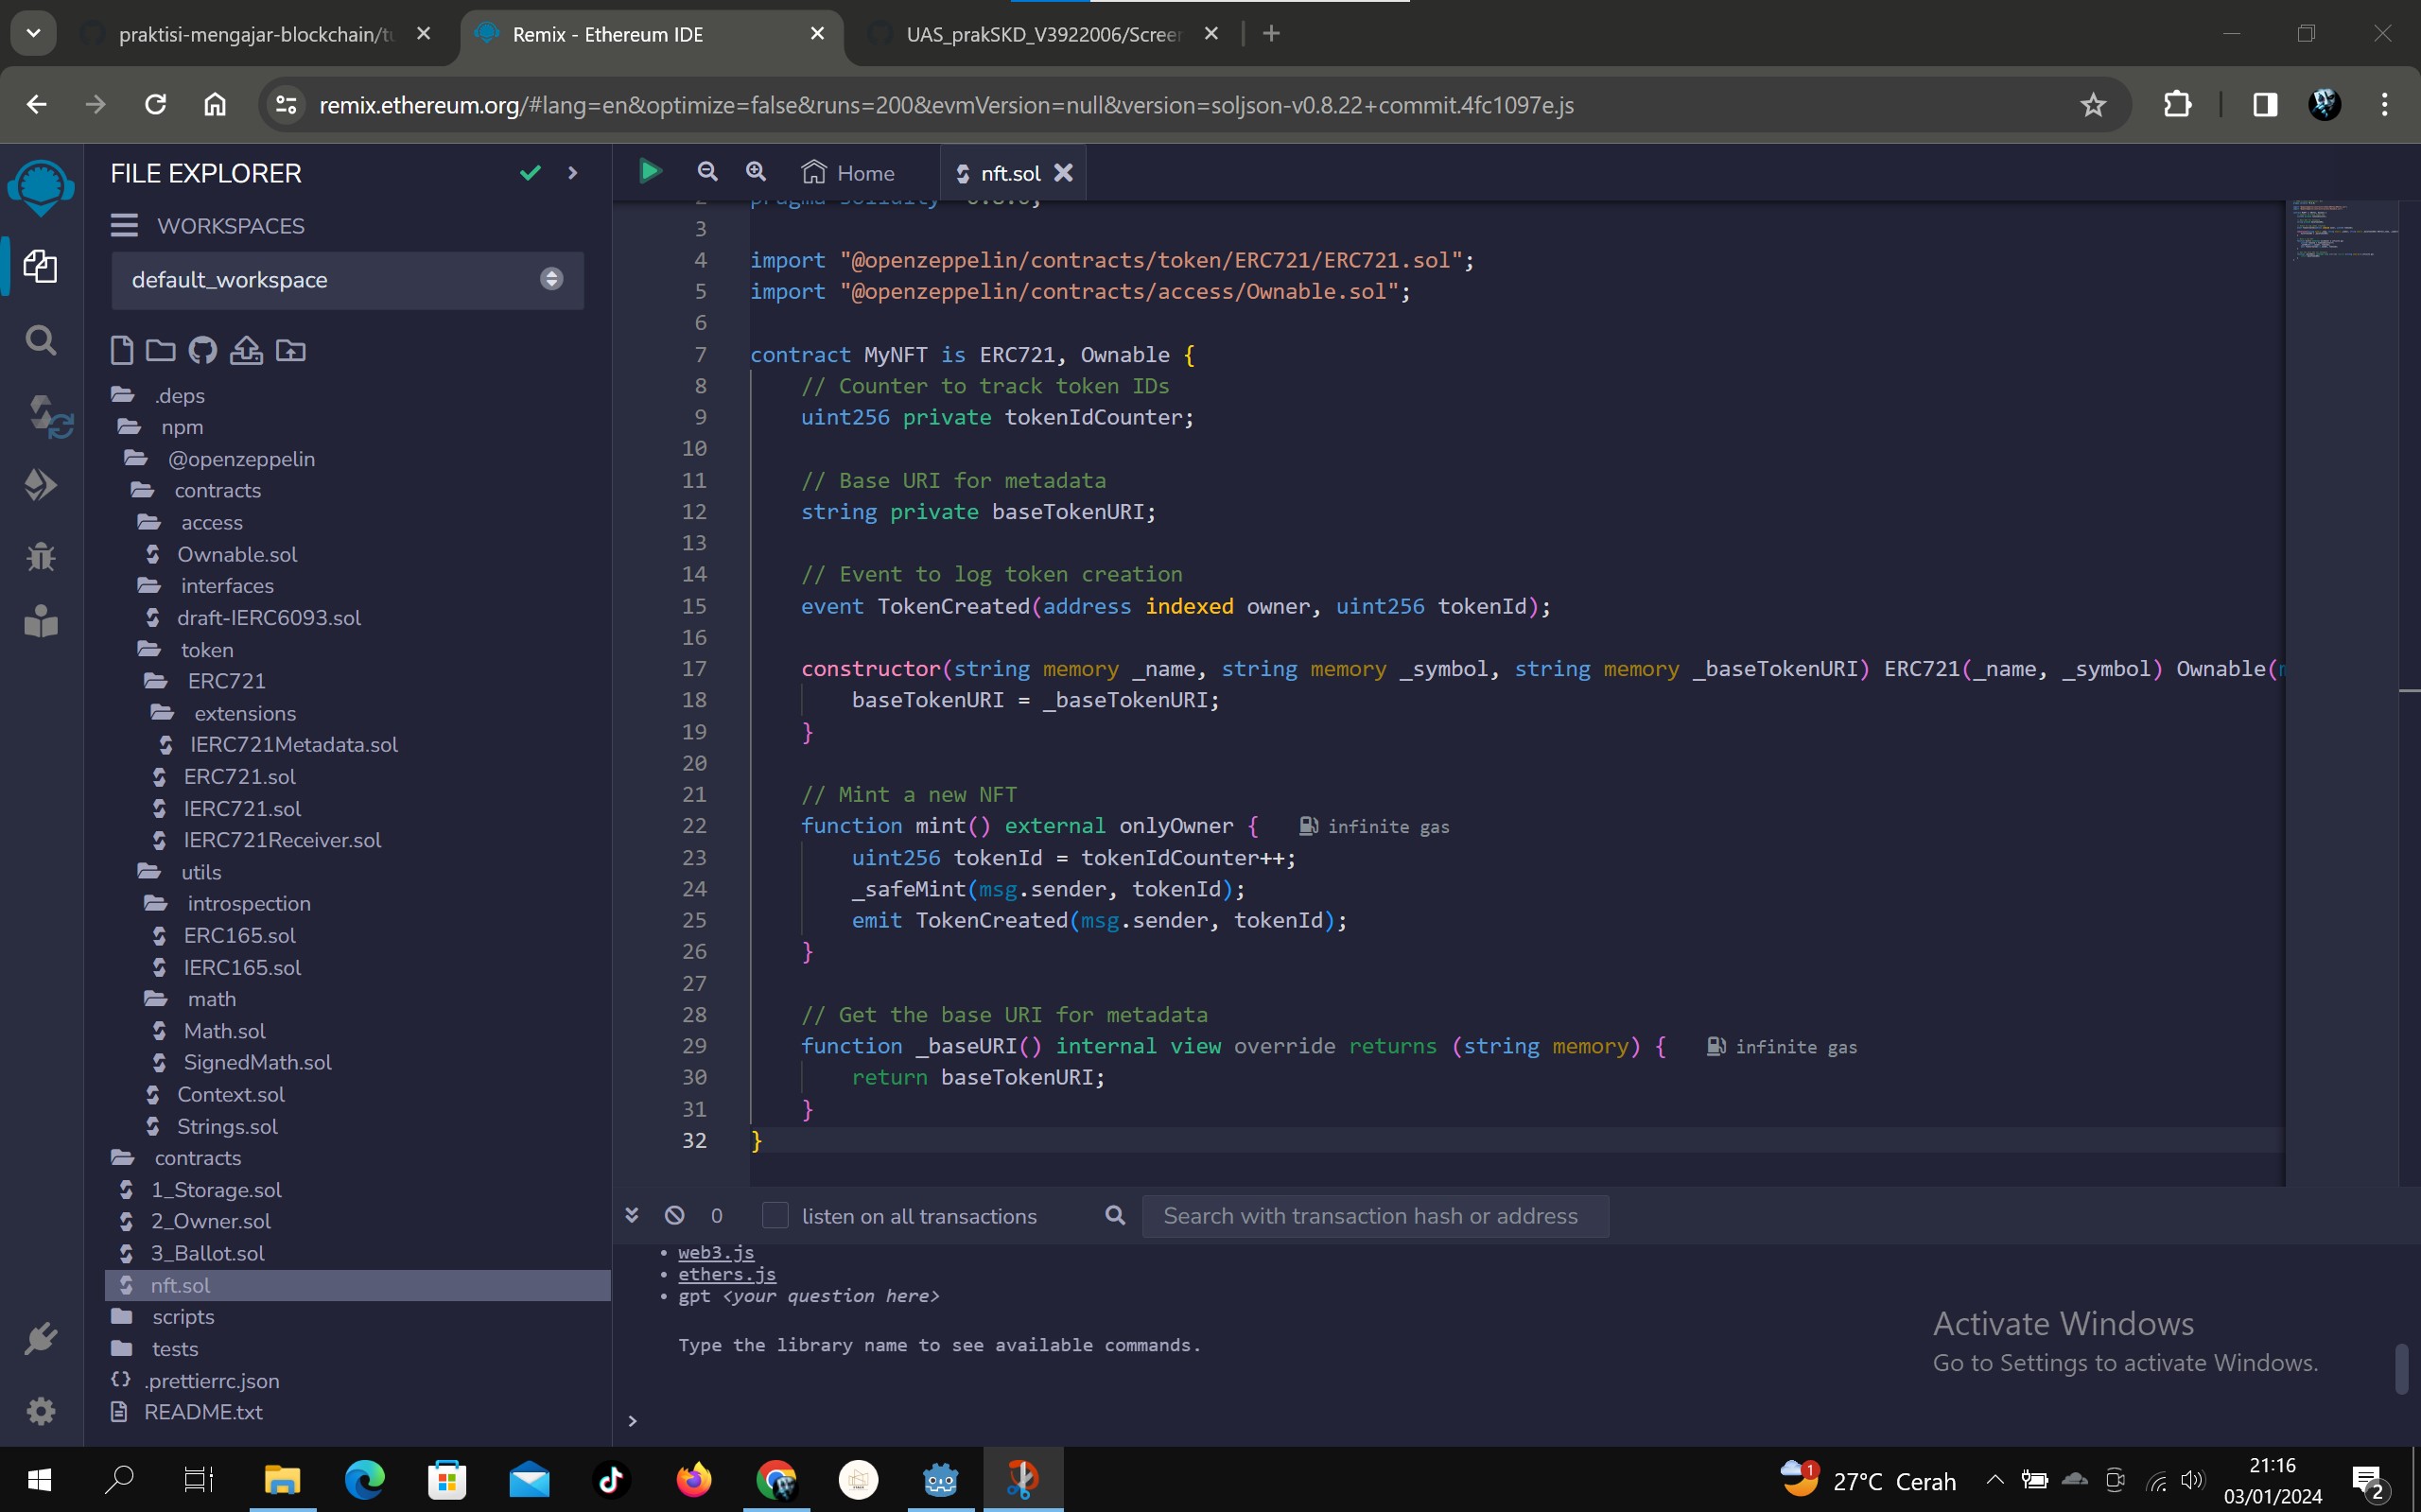 praktisi-mengajar-blockchain/tu
Remix - Ethereum IDE
UAS_prakSKD_V3922006/Screen
remix.ethereum.org/#lang=en&optimize=false&runs=200&evmVersion=null&version=soljson-v0.8.22+commit.4fc1097e.js
FILE EXPLORER
WORKSPACES
default_workspace
.deps
npm
@openzeppelin
contracts
access
Ownable.sol
interfaces
draft-IERC6093.sol
token
ERC721
extensions
IERC721Metadata.sol
ERC721.sol
IERC721.sol
IERC721Receiver.sol
utils
introspection
ERC165.sol
IERC165.sol
math
Math.sol
SignedMath.sol
Context.sol
Strings.sol
contracts
1_Storage.sol
2_Owner.sol
3_Ballot.sol
nft.sol
scripts
tests
.prettierrc.json
README.txt
Home
nft.sol
2 pragma solidity
3
4 import "@openzeppelin/contracts/token/ERC721/ERC721.sol";
5 import "@openzeppelin/contracts/access/Ownable.sol";
6
7 contract MyNFT is ERC721, Ownable {
8 // Counter to track token IDs
9 uint256 private tokenIdCounter;
10
11 // Base URI for metadata
12 string private baseTokenURI;
13
14 // Event to log token creation
15 event TokenCreated(address indexed owner, uint256 tokenId);
16
17 constructor(string memory _name, string memory _symbol, string memory _baseTokenURI) ERC721(_name, _symbol) Ownable(
18 baseTokenURI = _baseTokenURI;
19 }
20
21 // Mint a new NFT
22 function mint() external onlyOwner { infinite gas
23 uint256 tokenId = tokenIdCounter++;
24 _safeMint(msg.sender, tokenId);
25 emit TokenCreated(msg.sender, tokenId);
26 }
27
28 // Get the base URI for metadata
29 function _baseURI() internal view override returns (string memory) { infinite gas
30 return baseTokenURI;
31 }
32 }
0 listen on all transactions Search with transaction hash or address
• web3.js
• ethers.js
• gpt <your question here>
Type the library name to see available commands.
>
Activate Windows
Go to Settings to activate Windows.
1
27°C Cerah
21:16
03/01/2024
2